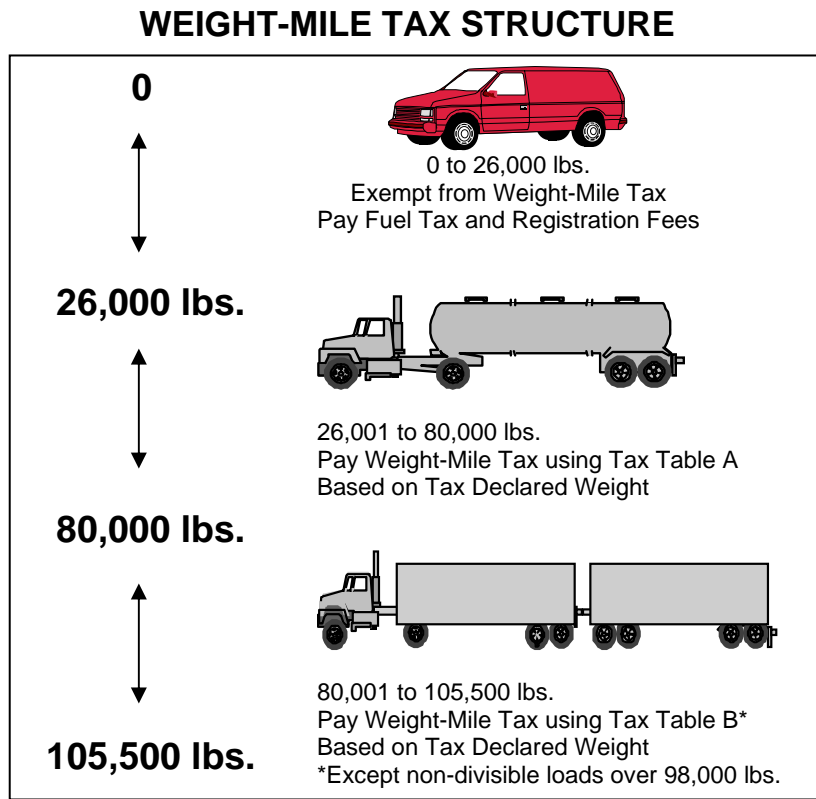 WEIGHT-MILE TAX STRUCTURE
0
0 to 26,000 lbs.
Exempt from Weight-Mile Tax
Pay Fuel Tax and Registration Fees
26,000 lbs.
26,001 to 80,000 lbs.
Pay Weight-Mile Tax using Tax Table A
Based on Tax Declared Weight
80,000 lbs.
80,001 to 105,500 lbs.
Pay Weight-Mile Tax using Tax Table B*
Based on Tax Declared Weight
*Except non-divisible loads over 98,000 lbs.
105,500 lbs.